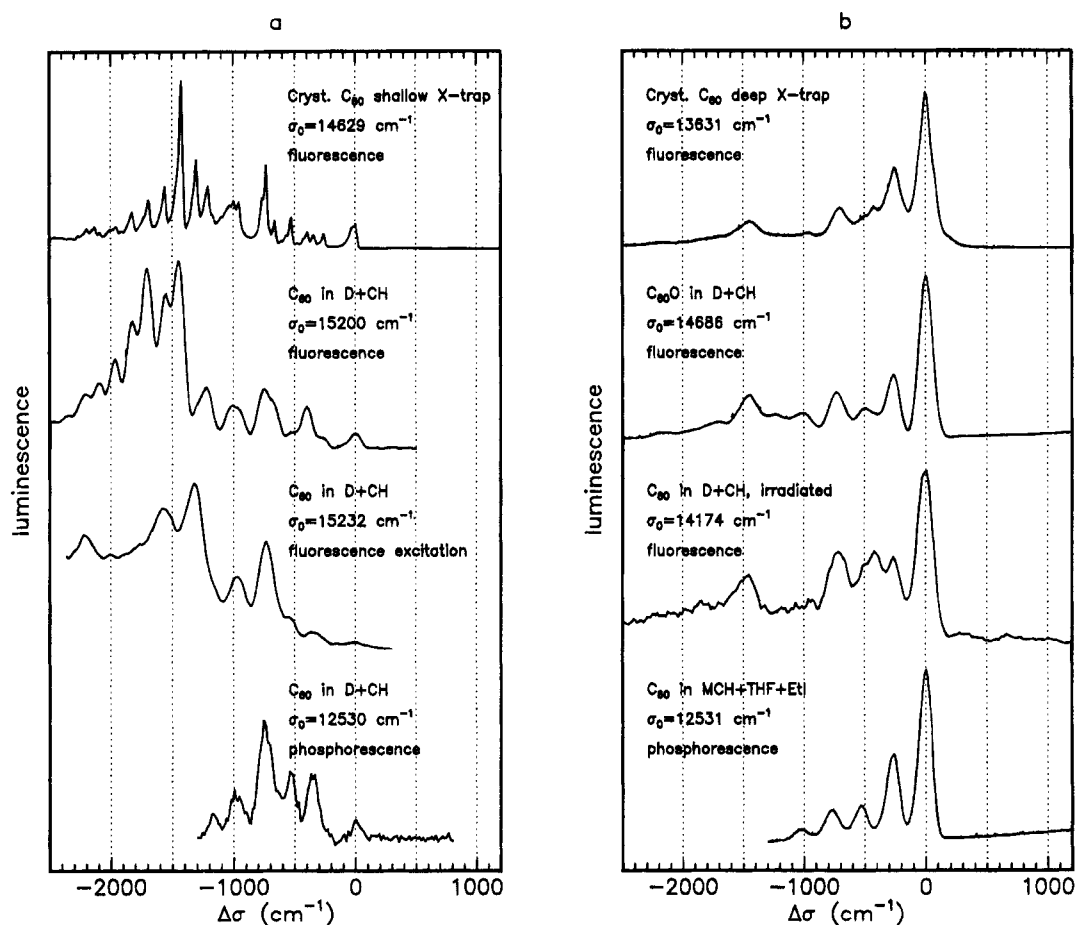 a
Cryst. C₆₀ shallow X-trap
σ₀=14629 cm⁻¹
fluorescence
C₆₀ in D+CH
σ₀=15200 cm⁻¹
fluorescence
C₆₀ in D+CH
σ₀=15232 cm⁻¹
fluorescence excitation
C₆₀ in D+CH
σ₀=12530 cm⁻¹
phosphorescence
luminescence
−2000 −1000 0 1000
Δσ (cm⁻¹)
b
Cryst. C₆₀ deep X-trap
σ₀=13631 cm⁻¹
fluorescence
C₆₀O in D+CH
σ₀=14686 cm⁻¹
fluorescence
C₆₀ in D+CH, irradiated
σ₀=14174 cm⁻¹
fluorescence
C₆₀ in MCH+THF+EtI
σ₀=12531 cm⁻¹
phosphorescence
luminescence
−2000 −1000 0 1000
Δσ (cm⁻¹)